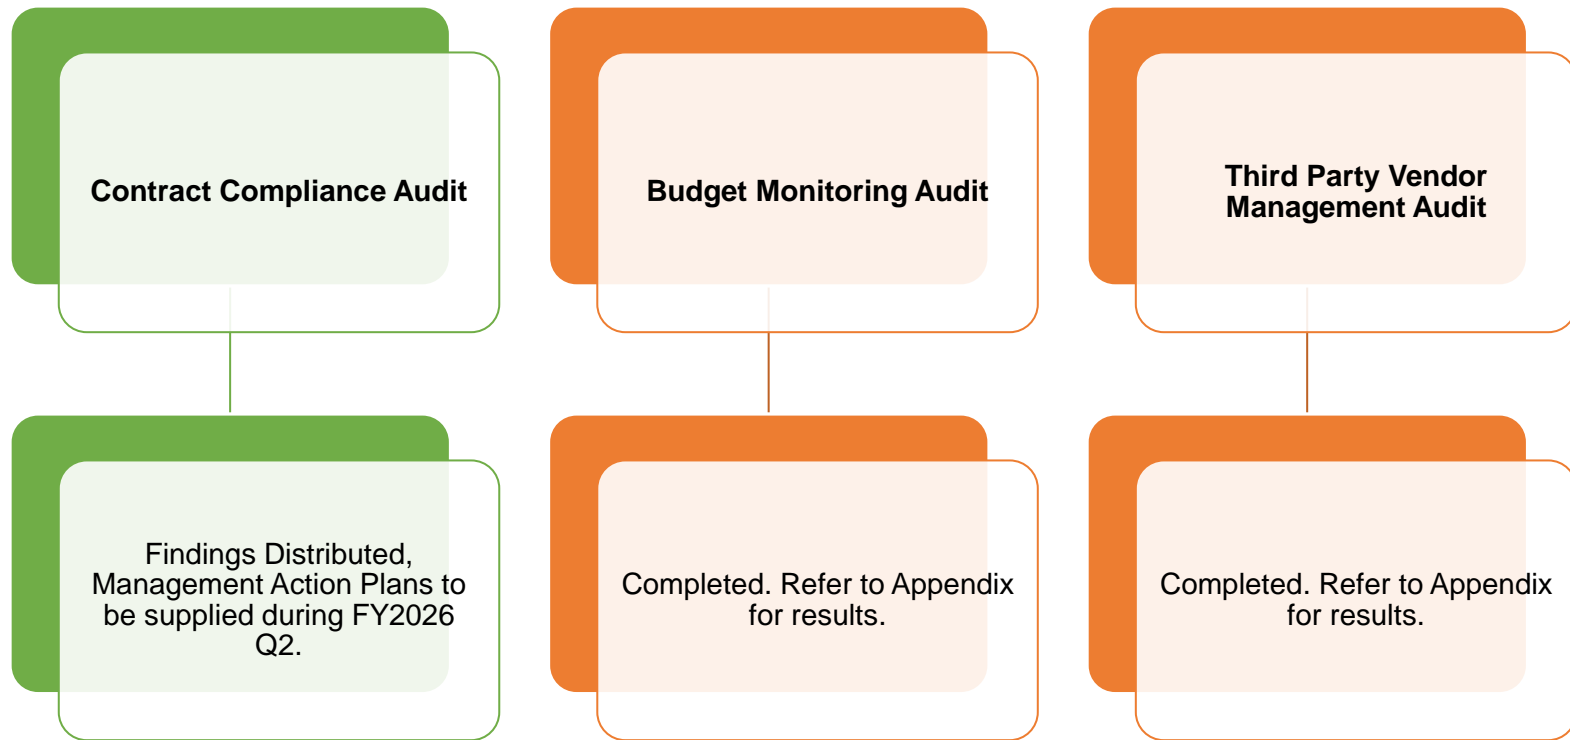 Contract Compliance Audit
Budget Monitoring Audit
Third Party Vendor
Management Audit
Findings Distributed,
Management Action Plans to
be supplied during FY2026
Q2.
Completed. Refer to Appendix
for results.
Completed. Refer to Appendix
for results.